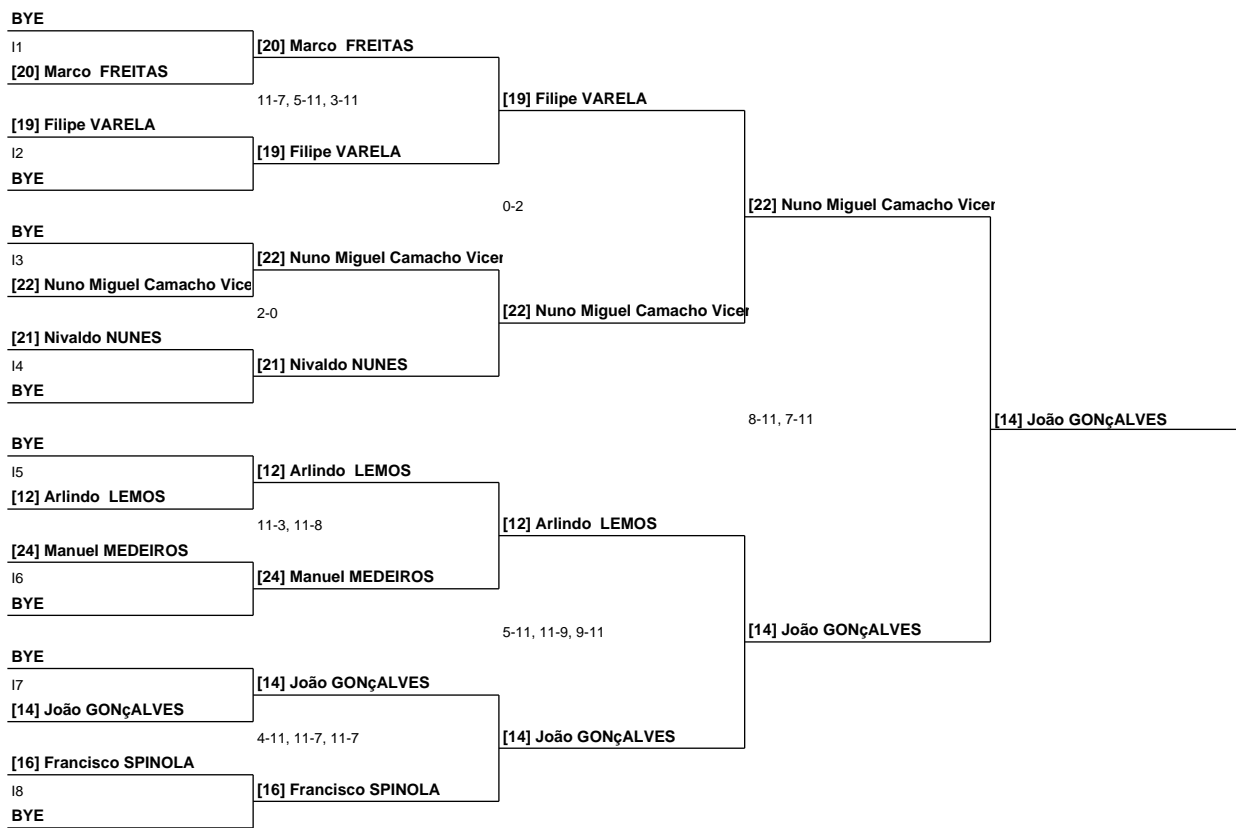 BYE
I1
[20] Marco  FREITAS
[20] Marco  FREITAS
11-7, 5-11, 3-11
[19] Filipe VARELA
[19] Filipe VARELA
I2
[19] Filipe VARELA
BYE
0-2
[22] Nuno Miguel Camacho Vicer
BYE
I3
[22] Nuno Miguel Camacho Vicer
[22] Nuno Miguel Camacho Vice
2-0
[22] Nuno Miguel Camacho Vicer
[21] Nivaldo NUNES
I4
[21] Nivaldo NUNES
BYE
8-11, 7-11
[14] João GONçALVES
BYE
I5
[12] Arlindo  LEMOS
[12] Arlindo  LEMOS
11-3, 11-8
[12] Arlindo  LEMOS
[24] Manuel MEDEIROS
I6
[24] Manuel MEDEIROS
BYE
5-11, 11-9, 9-11
[14] João GONçALVES
BYE
I7
[14] João GONçALVES
[14] João GONçALVES
4-11, 11-7, 11-7
[14] João GONçALVES
[16] Francisco SPINOLA
I8
[16] Francisco SPINOLA
BYE